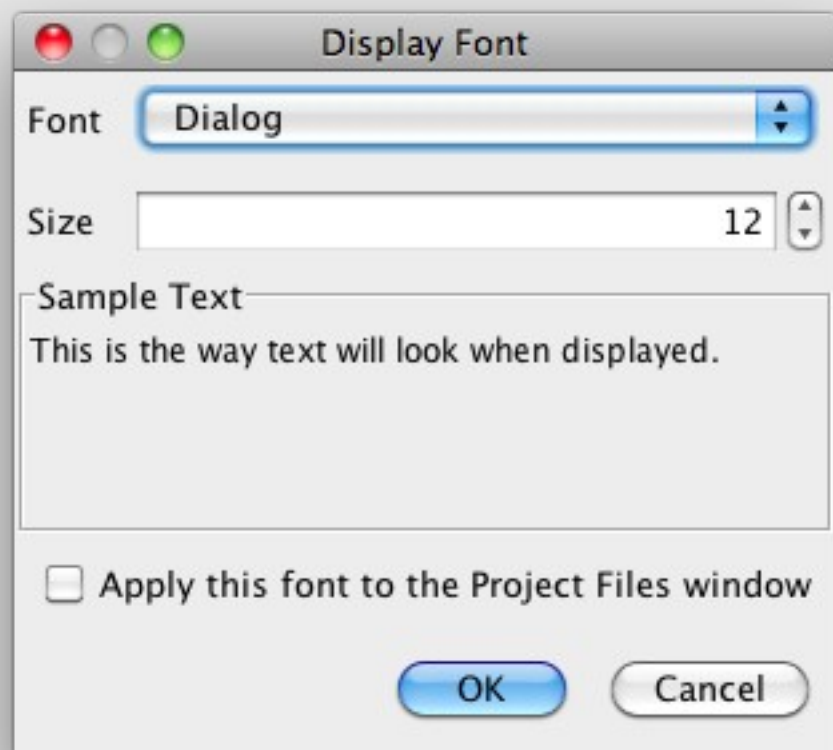 Display Font
Font Dialog
Size 12
Sample Text
This is the way text will look when displayed.
Apply this font to the Project Files window
OK Cancel